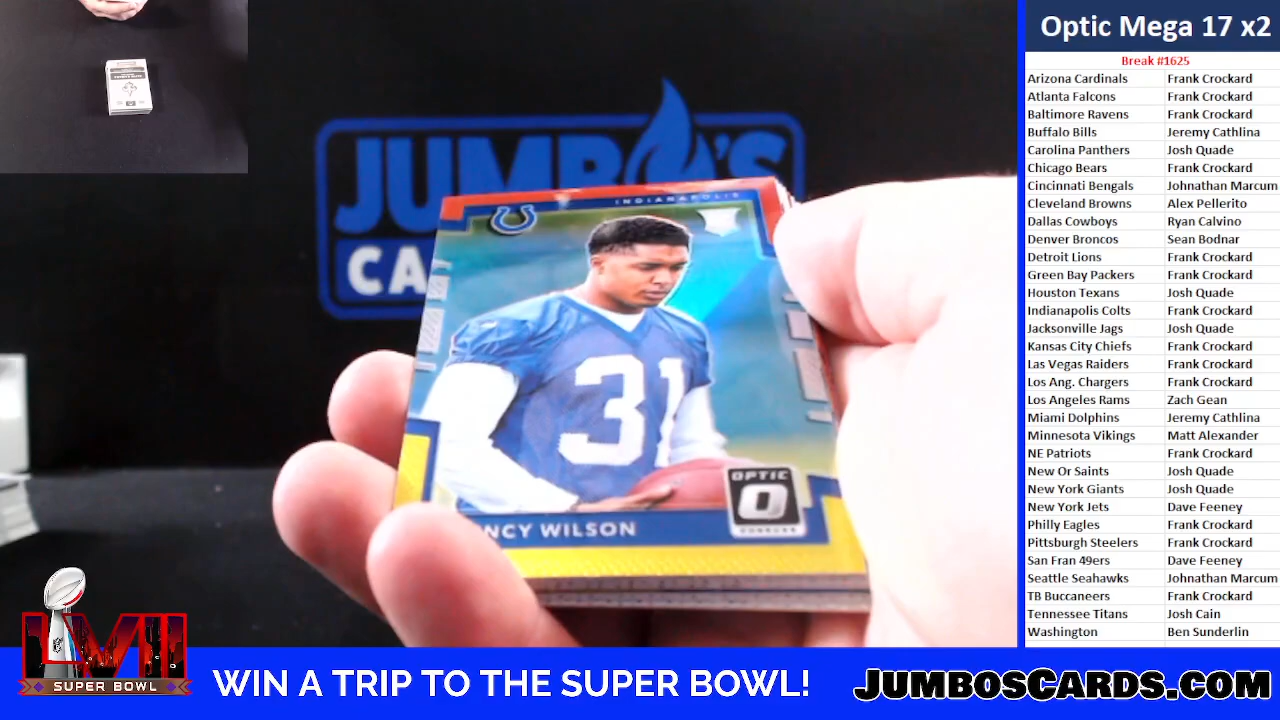 Optic Mega 17 x2
Break #1625
Arizona Cardinals Frank Crockard
Atlanta Falcons Frank Crockard
Baltimore Ravens Frank Crockard
Buffalo Bills Jeremy Cathlina
Carolina Panthers Josh Quade
Chicago Bears Frank Crockard
Cincinnati Bengals Johnathan Marcum
Cleveland Browns Alex Pellerito
Dallas Cowboys Ryan Calvino
Denver Broncos Sean Bodnar
Detroit Lions Frank Crockard
Green Bay Packers Frank Crockard
Houston Texans Josh Quade
Indianapolis Colts Frank Crockard
Jacksonville Jags Josh Quade
Kansas City Chiefs Frank Crockard
Las Vegas Raiders Frank Crockard
Los Ang. Chargers Frank Crockard
Los Angeles Rams Zach Gean
Miami Dolphins Jeremy Cathlina
Minnesota Vikings Matt Alexander
NE Patriots Frank Crockard
New Or Saints Josh Quade
New York Giants Josh Quade
New York Jets Dave Feeney
Philly Eagles Frank Crockard
Pittsburgh Steelers Frank Crockard
San Fran 49ers Dave Feeney
Seattle Seahawks Johnathan Marcum
TB Buccaneers Frank Crockard
Tennessee Titans Josh Cain
Washington Ben Sunderlin
JUMBO'S
CA
INDIANAPOLIS
31
OPTIC
O
NCY WILSON
LVII
SUPER BOWL
WIN A TRIP TO THE SUPER BOWL!
JUMBOSCARDS.COM